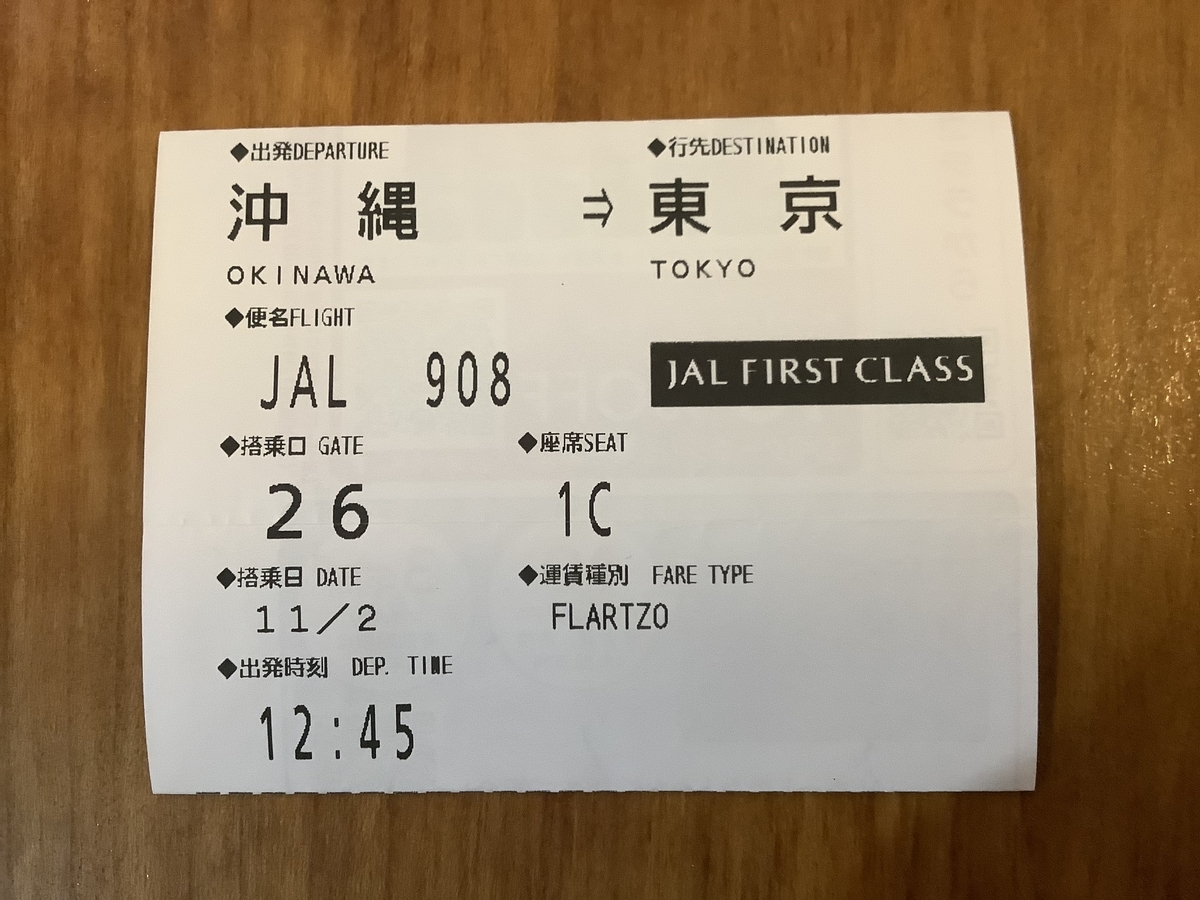 ◆出発DEPARTURE ◆行先DESTINATION
沖 縄 ⇒ 東 京
OKINAWA TOKYO
◆便名FLIGHT
JAL 908 JAL FIRST CLASS
◆搭乗口 GATE ◆座席SEAT
26 1C
◆搭乗日 DATE ◆運賃種別 FARE TYPE
11/2 FLARTZO
◆出発時刻 DEP. TIME
12:45